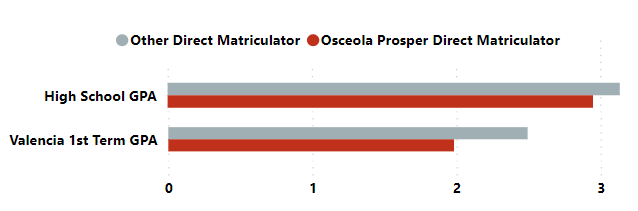 Other Direct Matriculator Osceola Prosper Direct Matriculator
High School GPA
Valencia 1st Term GPA
0 1 2 3